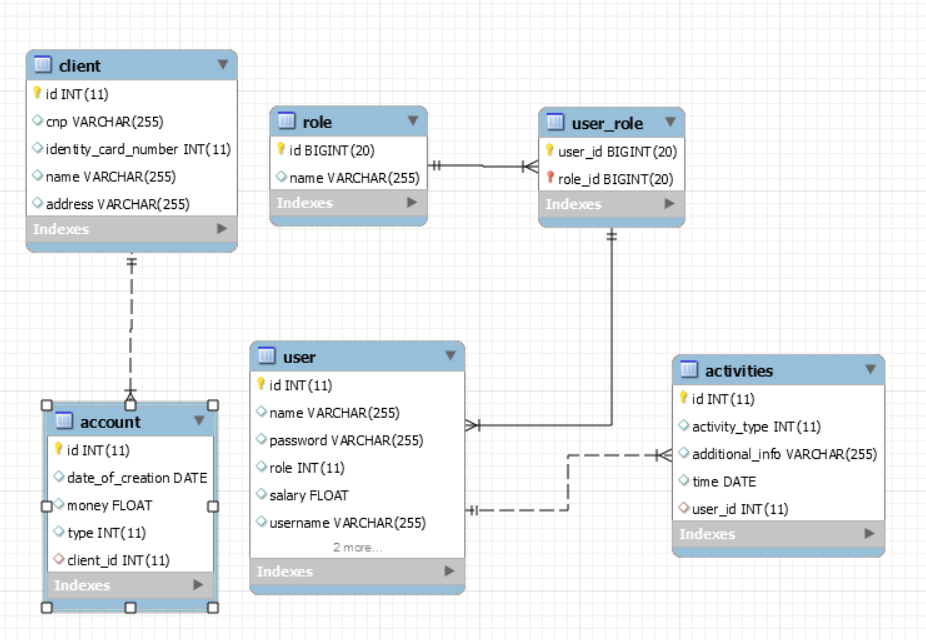 client
id INT(11)
cnp VARCHAR(255)
identity_card_number INT(11)
name VARCHAR(255)
address VARCHAR(255)
Indexes
role
id BIGINT(20)
name VARCHAR(255)
Indexes
user_role
user_id BIGINT(20)
role_id BIGINT(20)
Indexes
account
id INT(11)
date_of_creation DATE
money FLOAT
type INT(11)
client_id INT(11)
Indexes
user
id INT(11)
name VARCHAR(255)
password VARCHAR(255)
role INT(11)
salary FLOAT
username VARCHAR(255)
2 more...
Indexes
activities
id INT(11)
activity_type INT(11)
additional_info VARCHAR(255)
time DATE
user_id INT(11)
Indexes